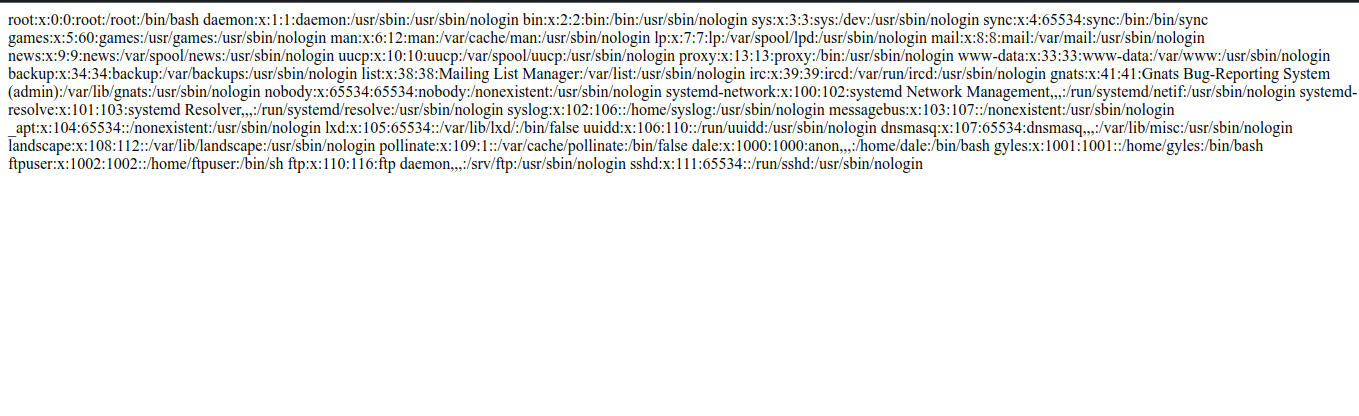 root:x:0:0:root:/root:/bin/bash daemon:x:1:1:daemon:/usr/sbin:/usr/sbin/nologin bin:x:2:2:bin:/bin:/usr/sbin/nologin sys:x:3:3:sys:/dev:/usr/sbin/nologin sync:x:4:65534:sync:/bin:/bin/sync
games:x:5:60:games:/usr/games:/usr/sbin/nologin man:x:6:12:man:/var/cache/man:/usr/sbin/nologin lp:x:7:7:lp:/var/spool/lpd:/usr/sbin/nologin mail:x:8:8:mail:/var/mail:/usr/sbin/nologin
news:x:9:9:news:/var/spool/news:/usr/sbin/nologin uucp:x:10:10:uucp:/var/spool/uucp:/usr/sbin/nologin proxy:x:13:13:proxy:/bin:/usr/sbin/nologin www-data:x:33:33:www-data:/var/www:/usr/sbin/nologin
backup:x:34:34:backup:/var/backups:/usr/sbin/nologin list:x:38:38:Mailing List Manager:/var/list:/usr/sbin/nologin irc:x:39:39:ircd:/var/run/ircd:/usr/sbin/nologin gnats:x:41:41:Gnats Bug-Reporting System
(admin):/var/lib/gnats:/usr/sbin/nologin nobody:x:65534:65534:nobody:/nonexistent:/usr/sbin/nologin systemd-network:x:100:102:systemd Network Management,,,:/run/systemd/netif:/usr/sbin/nologin systemd-
resolve:x:101:103:systemd Resolver,,,:/run/systemd/resolve:/usr/sbin/nologin syslog:x:102:106::/home/syslog:/usr/sbin/nologin messagebus:x:103:107::/nonexistent:/usr/sbin/nologin
_apt:x:104:65534::/nonexistent:/usr/sbin/nologin lxd:x:105:65534::/var/lib/lxd/:/bin/false uuidd:x:106:110::/run/uuidd:/usr/sbin/nologin dnsmasq:x:107:65534:dnsmasq,,,:/var/lib/misc:/usr/sbin/nologin
landscape:x:108:112::/var/lib/landscape:/usr/sbin/nologin pollinate:x:109:1::/var/cache/pollinate:/bin/false dale:x:1000:1000:anon,,,:/home/dale:/bin/bash gyles:x:1001:1001::/home/gyles:/bin/bash
ftpuser:x:1002:1002::/home/ftpuser:/bin/sh ftp:x:110:116:ftp daemon,,,:/srv/ftp:/usr/sbin/nologin sshd:x:111:65534::/run/sshd:/usr/sbin/nologin